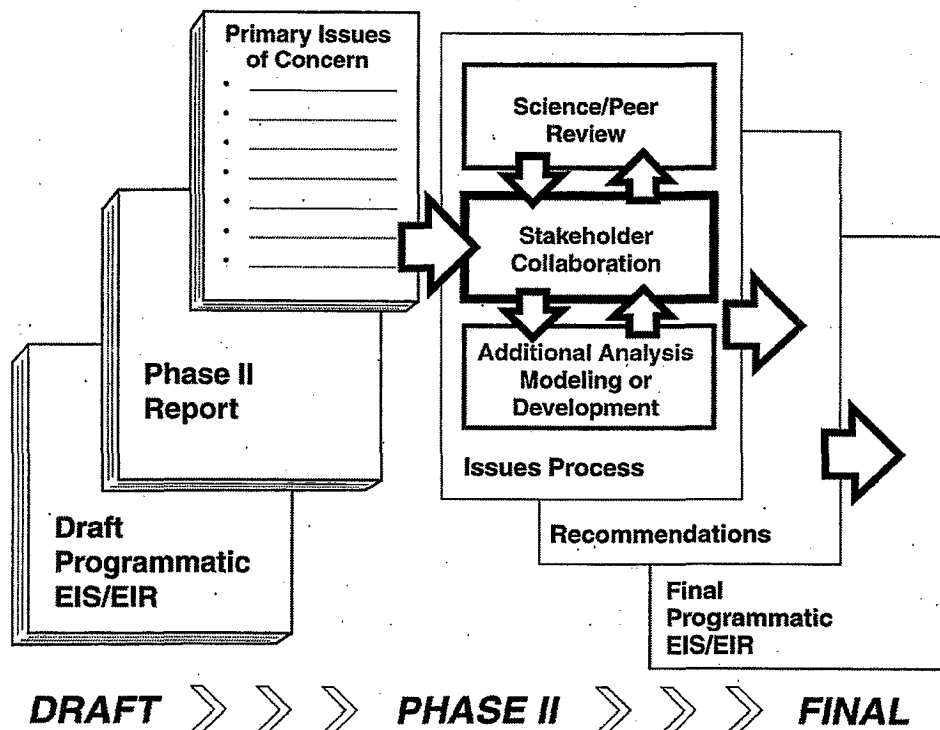 Primary Issues
of Concern
Science/Peer
Review
Stakeholder
Collaboration
Additional Analysis
Modeling or
Development
Issues Process
Phase II
Report
Draft
Programmatic
EIS/EIR
Recommendations
Final
Programmatic
EIS/EIR
DRAFT PHASE II FINAL